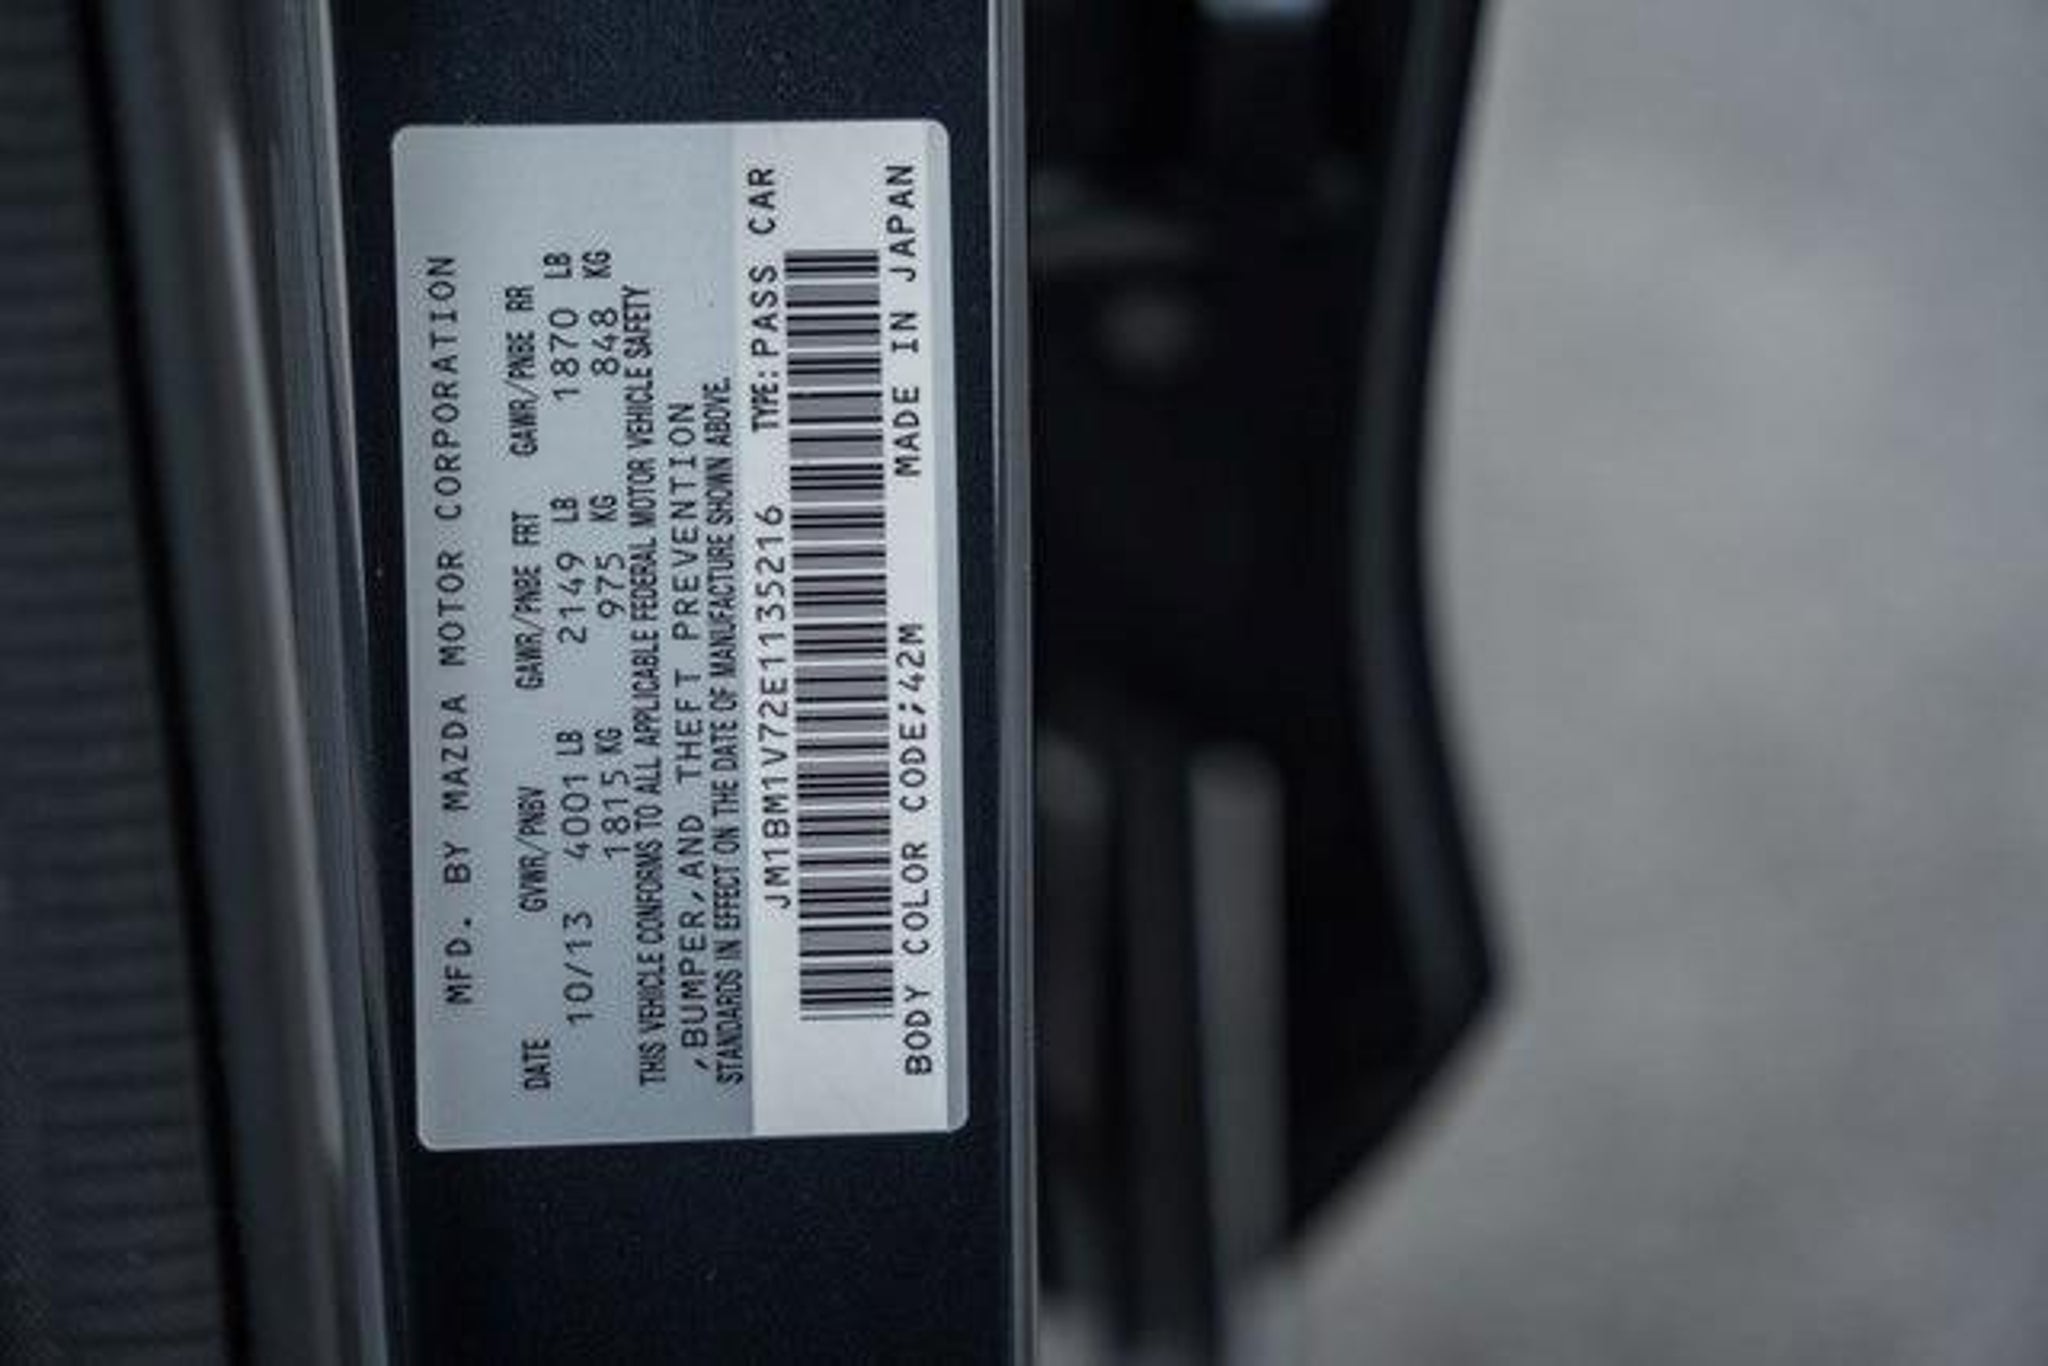 MFD. BY MAZDA MOTOR CORPORATION
DATE GVWR/PNBV GAWR/PNBE FRT GAWR/PNBE RR
10/13 4001 LB 2149 LB 1870 LB
1815 KG 975 KG 848 KG
THIS VEHICLE CONFORMS TO ALL APPLICABLE FEDERAL MOTOR VEHICLE SAFETY
,BUMPER,AND THEFT PREVENTION
STANDARDS IN EFFECT ON THE DATE OF MANUFACTURE SHOWN ABOVE.
JM1BM1V72E1135216 TYPE: PASS CAR
BODY COLOR CODE;42M MADE IN JAPAN